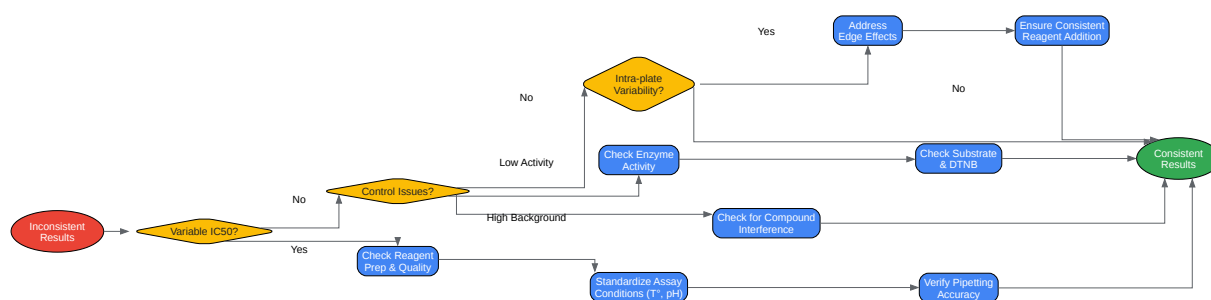 Inconsistent
Results
Variable IC50?
No
Yes
Control Issues?
No
Low Activity
High Background
Intra-plate
Variability?
Yes
No
Address
Edge Effects
Ensure Consistent
Reagent Addition
Check Enzyme
Activity
Check Substrate
& DTNB
Check for Compound
Interference
Check Reagent
Prep & Quality
Standardize Assay
Conditions (T°, pH)
Verify Pipetting
Accuracy
Consistent
Results